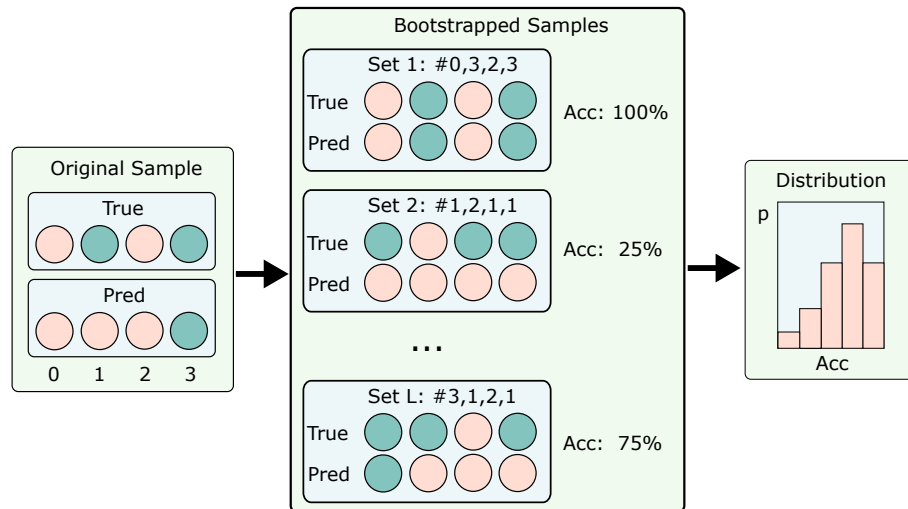 Original Sample
True
Pred
0 1 2 3
Bootstrapped Samples
Set 1: #0,3,2,3
True
Pred
Acc: 100%
Set 2: #1,2,1,1
True
Pred
Acc: 25%
...
Set L: #3,1,2,1
True
Pred
Acc: 75%
Distribution
p
Acc